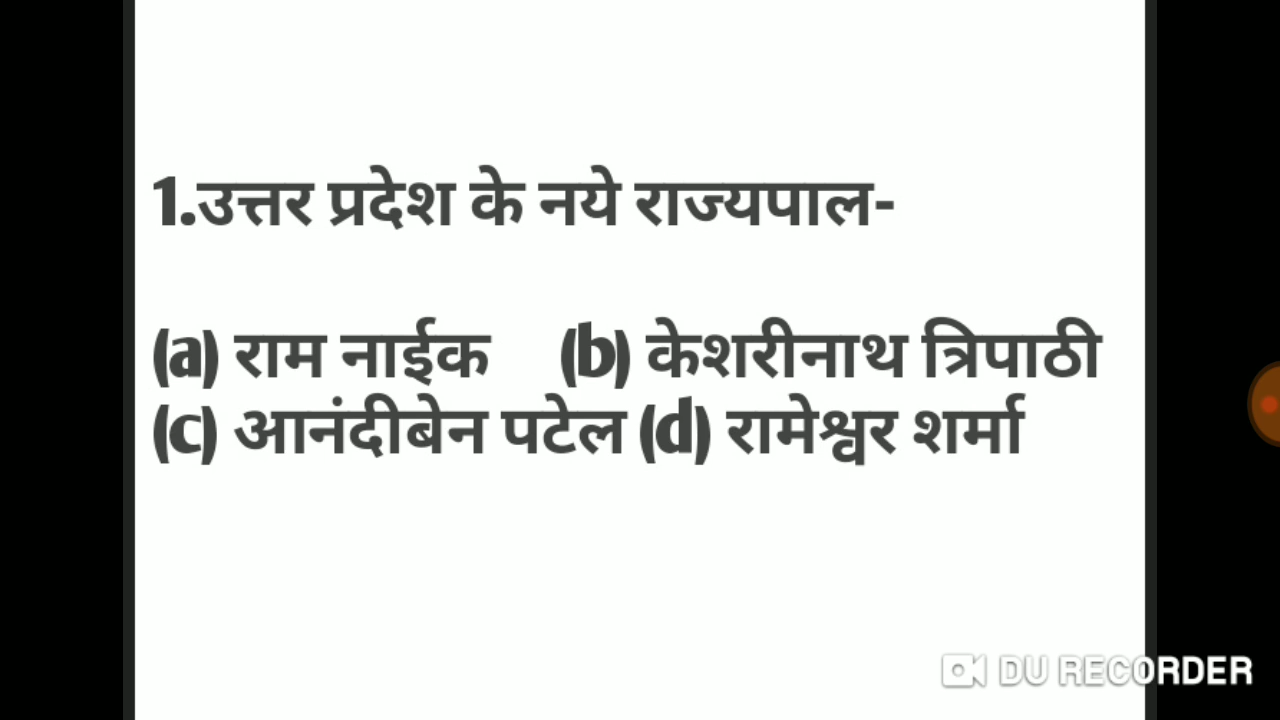 1.उत्तर प्रदेश के नये राज्यपाल-
(a) राम नाईक (b) केशरीनाथ त्रिपाठी
(c) आनंदीबेन पटेल (d) रामेश्वर शर्मा
DU RECORDER